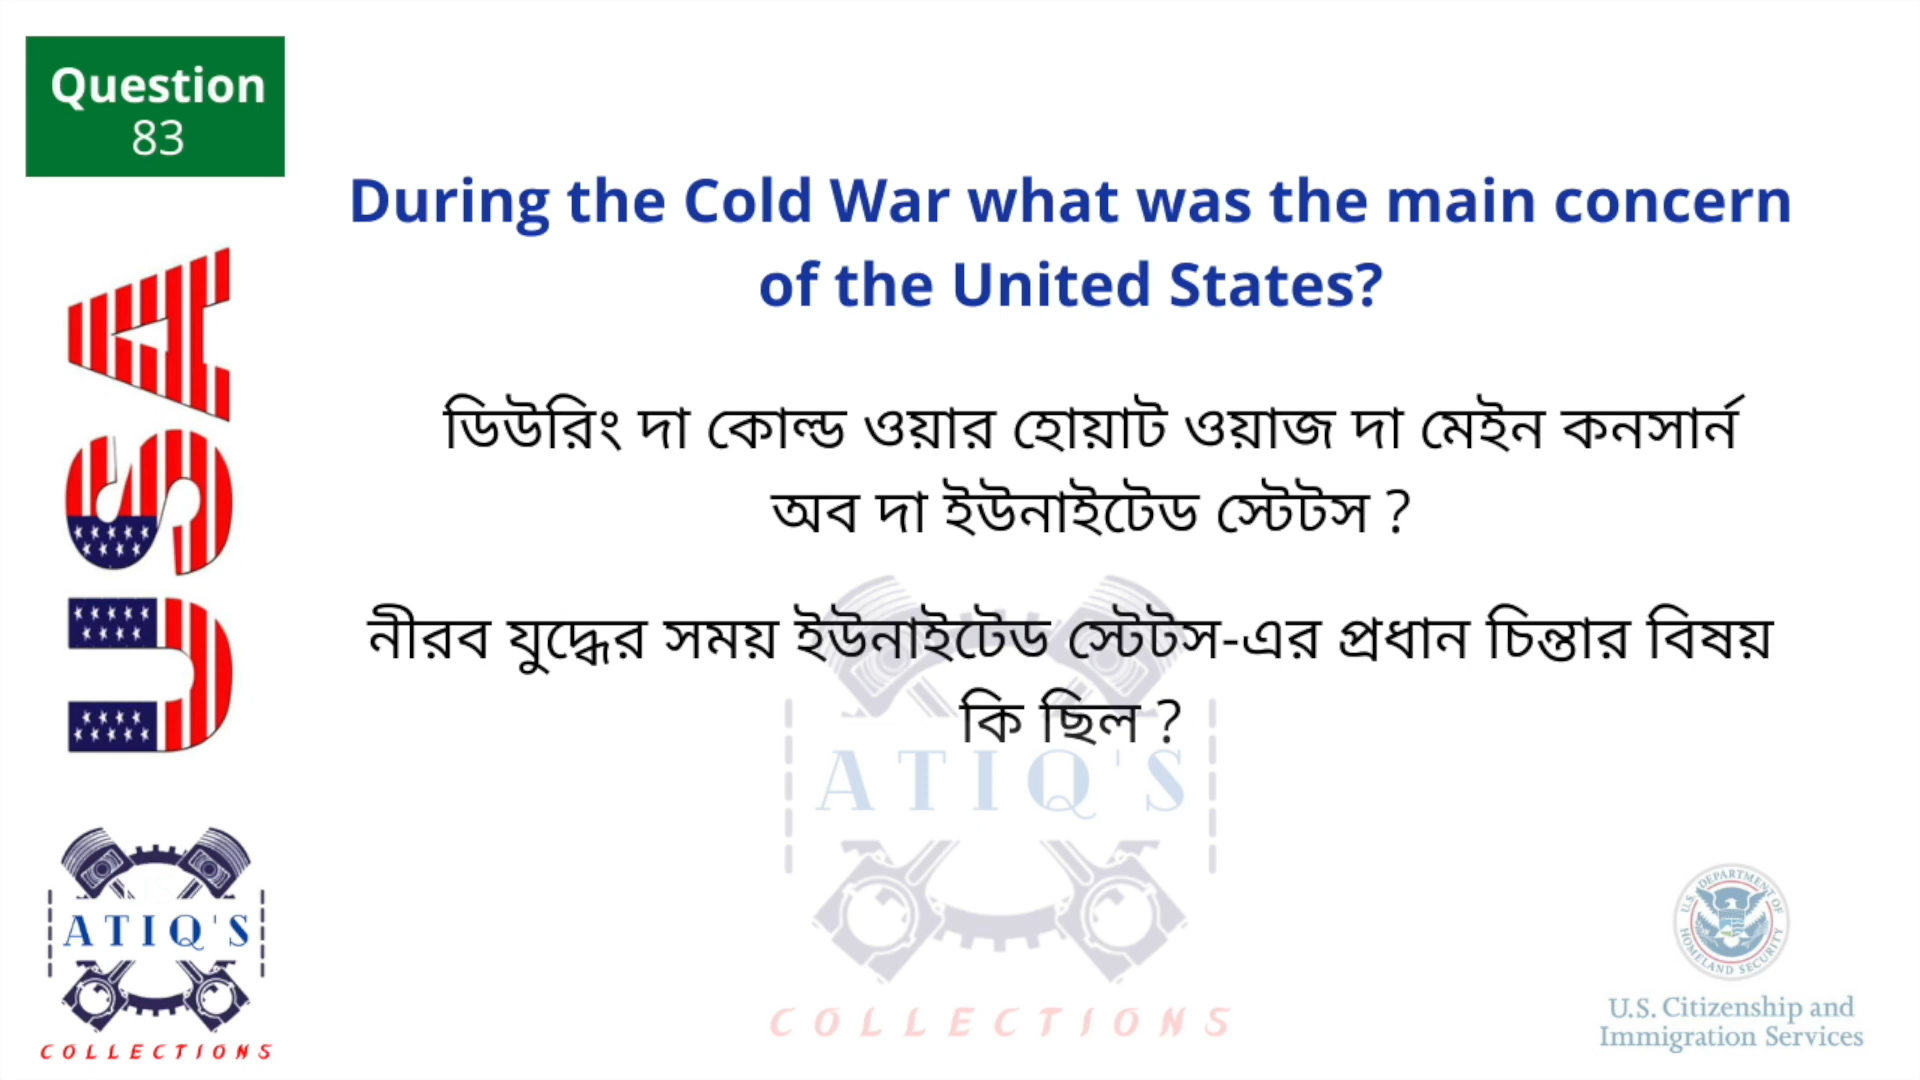 Question
83
During the Cold War what was the main concern
of the United States?
ডিউরিং দা কোল্ড ওয়ার হোয়াট ওয়াজ দা মেইন কনসার্ন
অব দা ইউনাইটেড স্টেটস ?
নীরব যুদ্ধের সময় ইউনাইটেড স্টেটস-এর প্রধান চিন্তার বিষয়
কি ছিল ?
USA
ATIQ'S
COLLECTIONS
ATIQ'S
COLLECTIONS
U.S. DEPARTMENT OF
HOMELAND SECURITY
U.S. Citizenship and
Immigration Services